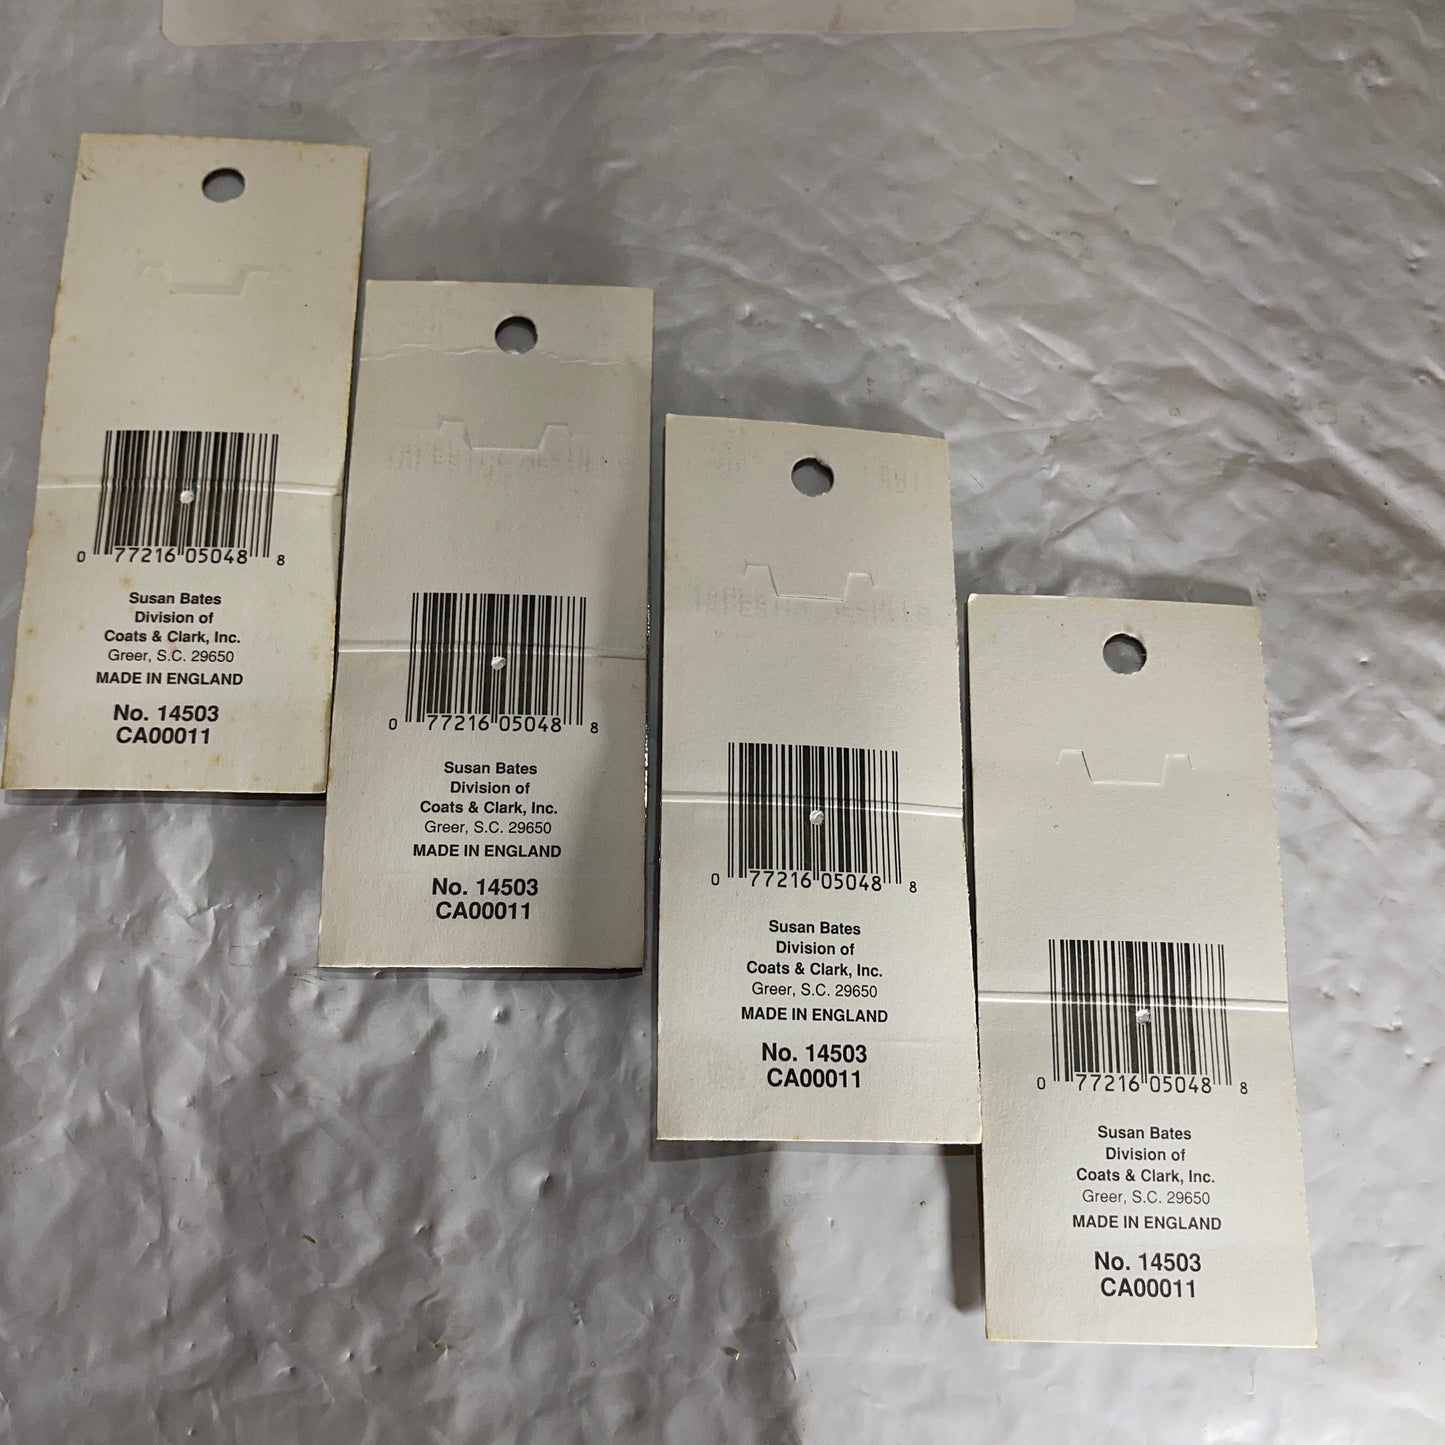 0 77216 05048 8
Susan Bates
Division of
Coats & Clark, Inc.
Greer, S.C. 29650
MADE IN ENGLAND
No. 14503
CA00011
0 77216 05048 8
Susan Bates
Division of
Coats & Clark, Inc.
Greer, S.C. 29650
MADE IN ENGLAND
No. 14503
CA00011
0 77216 05048 8
Susan Bates
Division of
Coats & Clark, Inc.
Greer, S.C. 29650
MADE IN ENGLAND
No. 14503
CA00011
0 77216 05048 8
Susan Bates
Division of
Coats & Clark, Inc.
Greer, S.C. 29650
MADE IN ENGLAND
No. 14503
CA00011